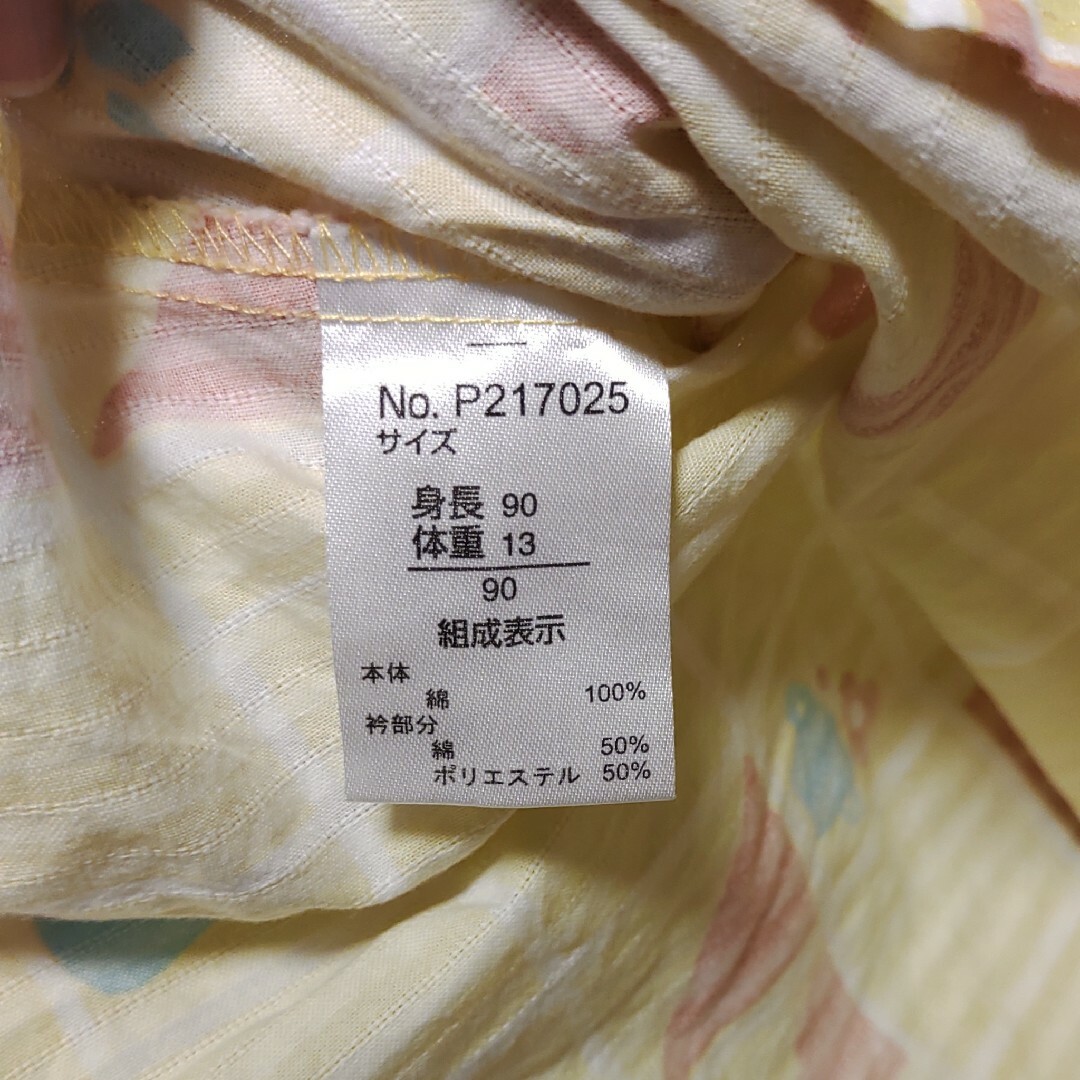 No. P217025
サイズ
身長 90
体重 13
90
組成表示
本体
綿 100%
衿部分
綿 50%
ポリエステル 50%